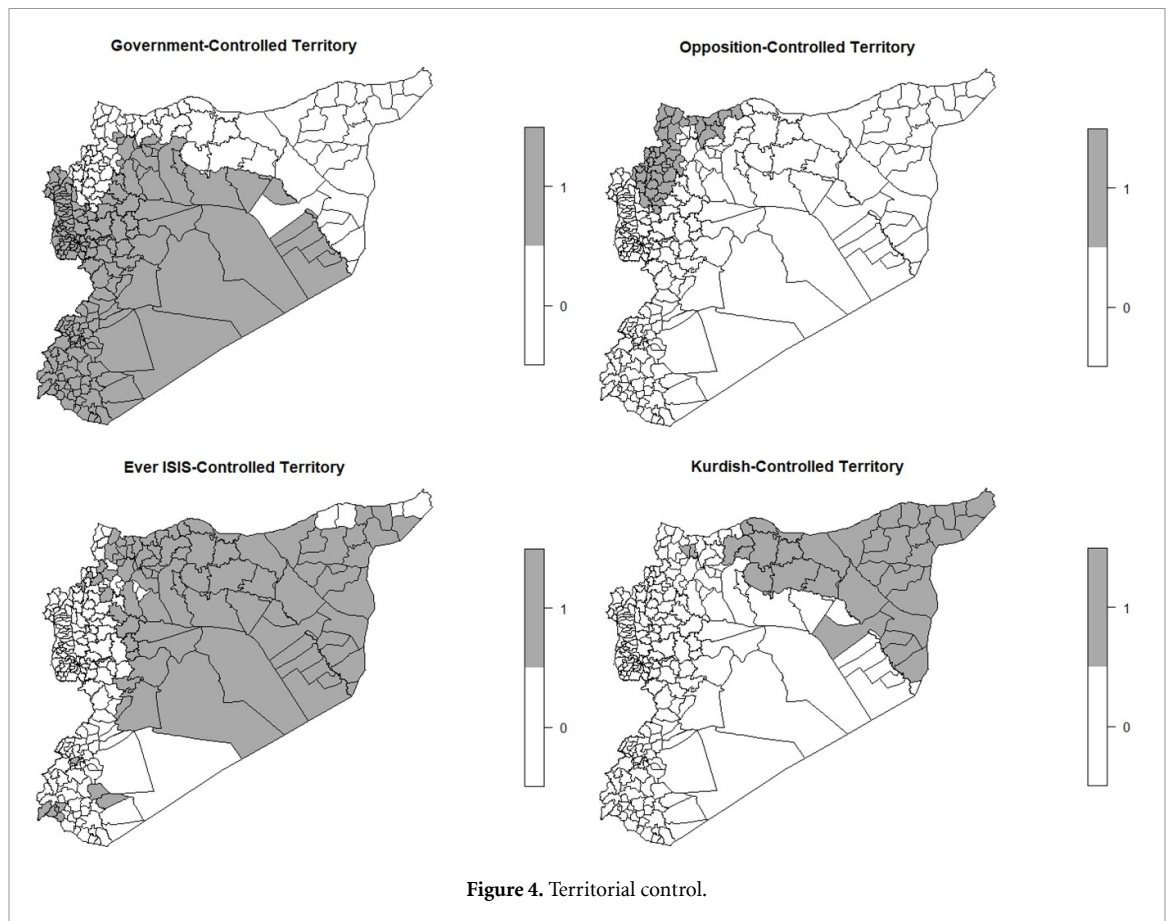 Government-Controlled Territory
1
0
Opposition-Controlled Territory
1
0
Ever ISIS-Controlled Territory
1
0
Kurdish-Controlled Territory
1
0
Figure 4. Territorial control.